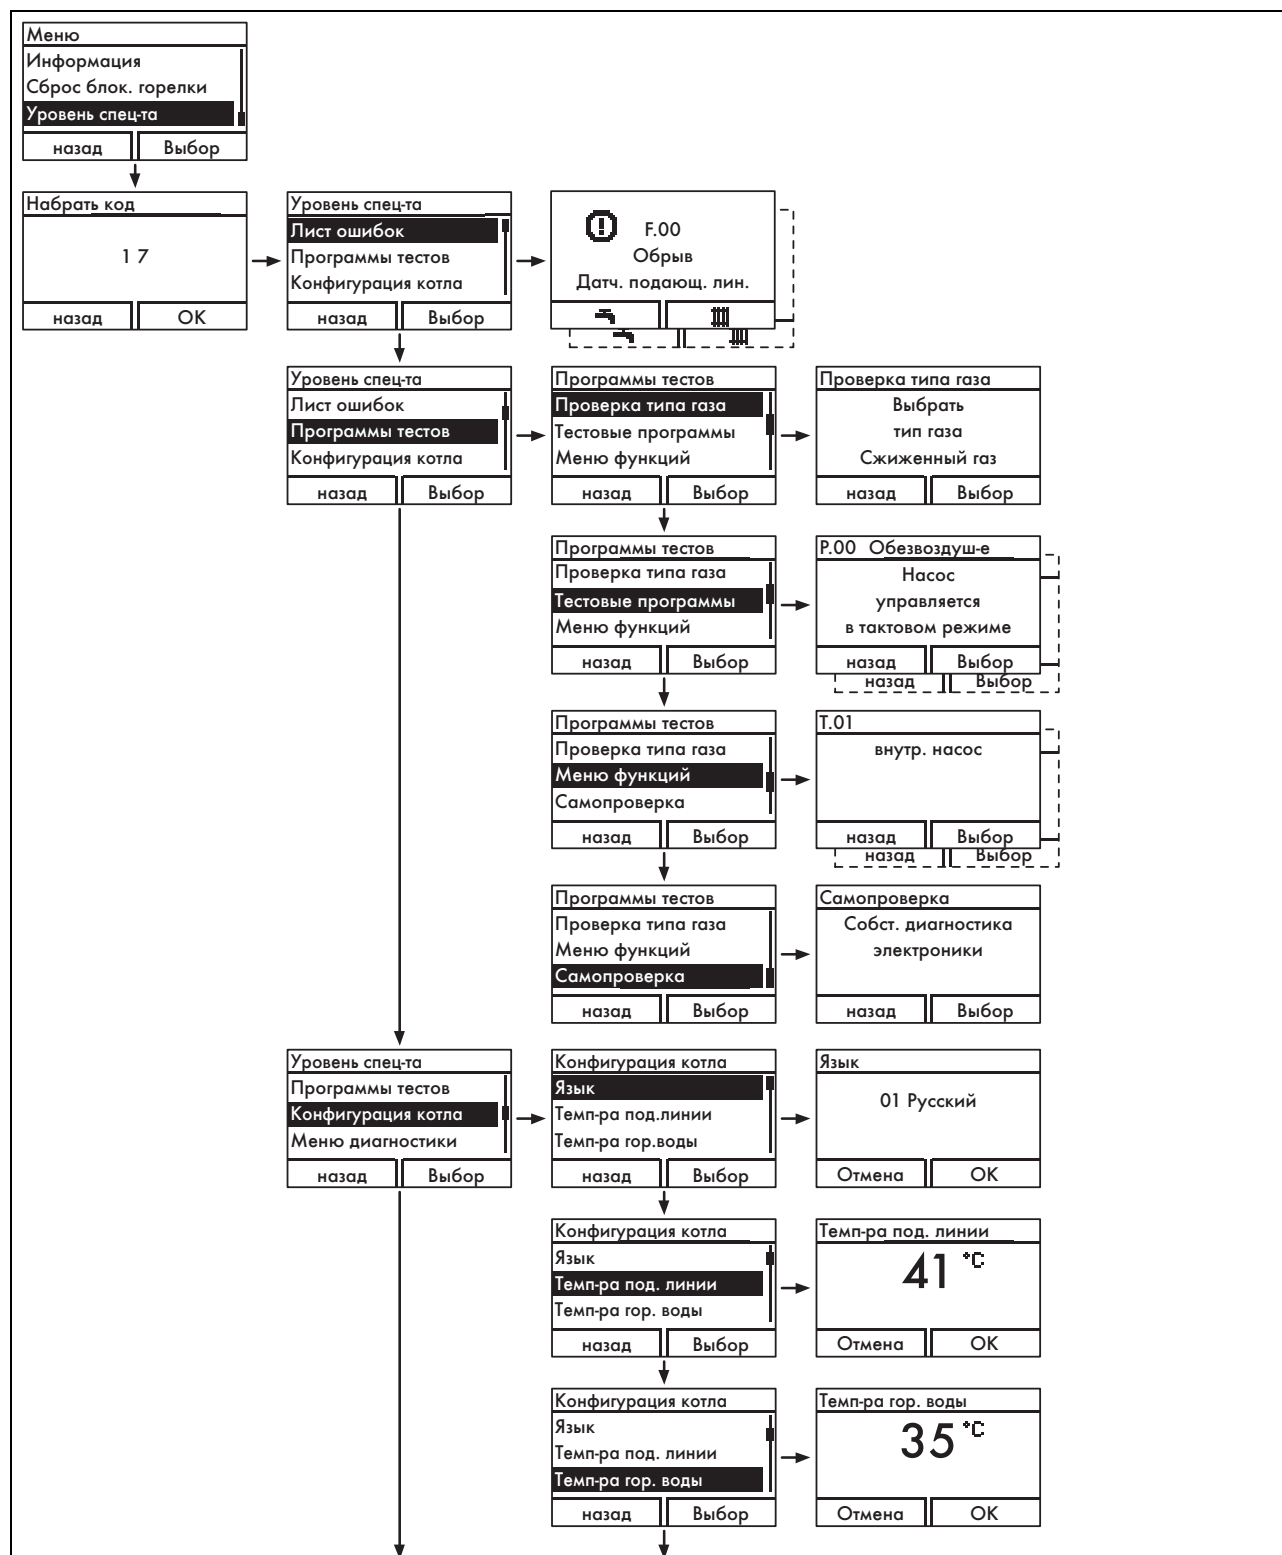 Меню
Информация
Сброс блок. горелки
Уровень спец-та
назад Выбор
Набрать код
1 7
назад OK
Уровень спец-та
Лист ошибок
Программы тестов
Конфигурация котла
назад Выбор
F.00
Обрыв
Датч. подающ. лин.
Уровень спец-та
Лист ошибок
Программы тестов
Конфигурация котла
назад Выбор
Программы тестов
Проверка типа газа
Тестовые программы
Меню функций
назад Выбор
Проверка типа газа
Выбрать
тип газа
Сжиженный газ
назад Выбор
Программы тестов
Проверка типа газа
Тестовые программы
Меню функций
назад Выбор
P.00 Обезвоздуш-е
Насос
управляется
в тактовом режиме
назад Выбор
назад Выбор
Программы тестов
Проверка типа газа
Меню функций
Самопроверка
назад Выбор
T.01
внутр. насос
назад Выбор
назад Выбор
Программы тестов
Проверка типа газа
Меню функций
Самопроверка
назад Выбор
Самопроверка
Собст. диагностика
электроники
назад Выбор
Уровень спец-та
Программы тестов
Конфигурация котла
Меню диагностики
назад Выбор
Конфигурация котла
Язык
Темп-ра под.линии
Темп-ра гор.воды
назад Выбор
Язык
01 Русский
Отмена OK
Конфигурация котла
Язык
Темп-ра под. линии
Темп-ра гор. воды
назад Выбор
Темп-ра под. линии
41 °C
Отмена OK
Конфигурация котла
Язык
Темп-ра под. линии
Темп-ра гор. воды
назад Выбор
Темп-ра гор. воды
35 °C
Отмена OK